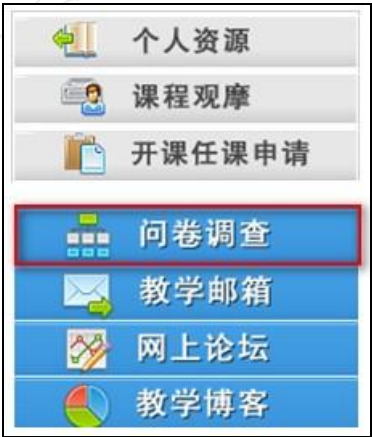 个人资源
课程观摩
开课任课申请
问卷调查
教学邮箱
网上论坛
教学博客